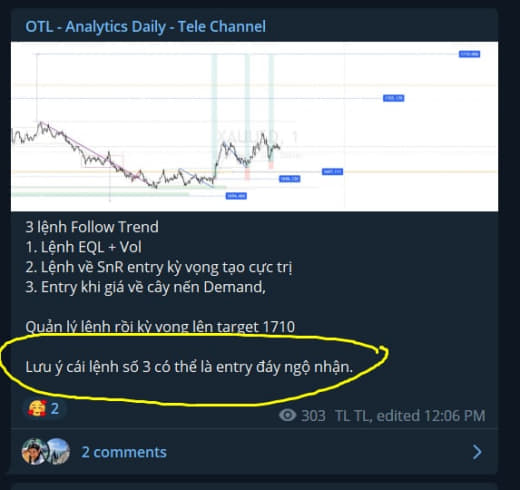 OTL - Analytics Daily - Tele Channel
XAUUSD, 1
3 lệnh Follow Trend
1. Lệnh EQL + Vol
2. Lệnh về SnR entry kỳ vọng tạo cực trị
3. Entry khi giá về cây nến Demand,
Quản lý lệnh rồi kỳ vọng lên target 1710
Lưu ý cái lệnh số 3 có thể là entry đáy ngộ nhận.
2
303 TL TL, edited 12:06 PM
2 comments